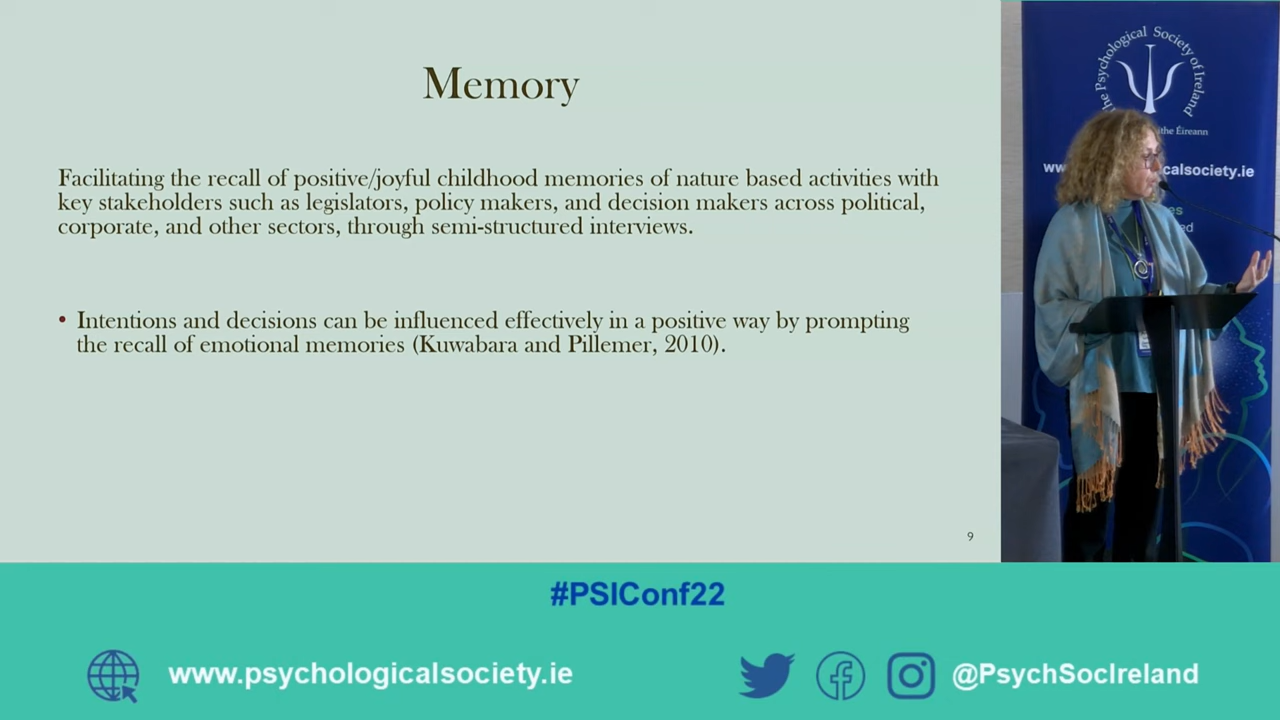 Memory
Facilitating the recall of positive/joyful childhood memories of nature based activities with
key stakeholders such as legislators, policy makers, and decision makers across political,
corporate, and other sectors, through semi-structured interviews.
• Intentions and decisions can be influenced effectively in a positive way by prompting
the recall of emotional memories (Kuwabara and Pillemer, 2010).
9
The Psychological Society of Ireland
Éireann
calsociety.ie
#PSIConf22
www.psychologicalsociety.ie
@PsychSocIreland